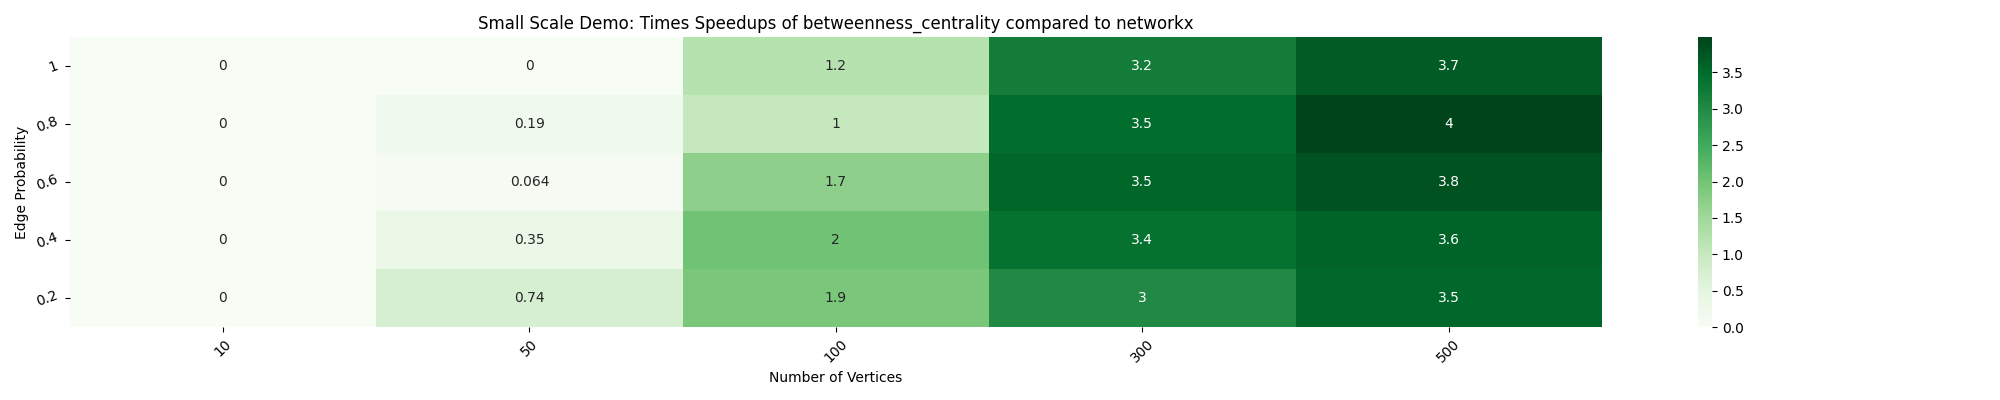 Small Scale Demo: Times Speedups of betweenness_centrality compared to networkx
Edge Probability
1 0 0 1.2 3.2 3.7
0.8 0 0.19 1 3.5 4
0.6 0 0.064 1.7 3.5 3.8
0.4 0 0.35 2 3.4 3.6
0.2 0 0.74 1.9 3 3.5
10 50 100 300 500
Number of Vertices
3.5
3.0
2.5
2.0
1.5
1.0
0.5
0.0